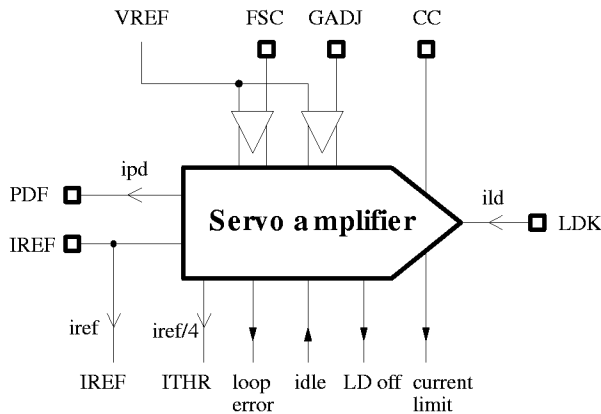 VREF FSC GADJ CC
ipd
PDF
ild
Servo amplifier
LDK
IREF
iref iref/4
IREF ITHR loop error idle LD off current limit